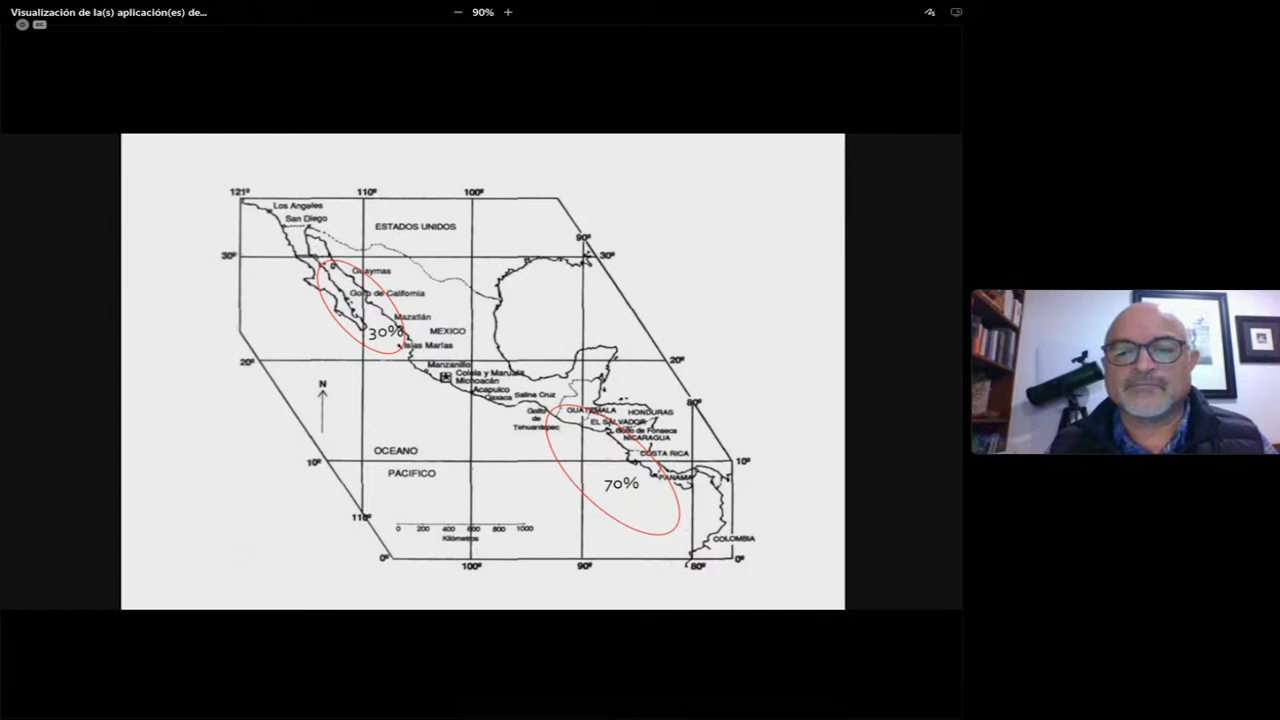 Visualización de la(s) aplicación(es) de...
− 90% +
CC
121º 110º 100º
Los Angeles
San Diego
ESTADOS UNIDOS
90º
30º 30º
Guaymas
Golfo de California
Mazatlán
30% MEXICO
Islas Marías
20º 20º
Manzanillo
Colola y Maruata
Michoacán
Acapulco
Oaxaca Salina Cruz
N
80º
Golfo de Tehuantepec
GUATEMALA HONDURAS
EL SALVADOR
Golfo de Fonseca
NICARAGUA
OCEANO COSTA RICA
10º 10º
PACIFICO PANAMA
70%
110º
0 200 400 600 800 1000
Kilómetros
COLOMBIA
0º 0º
100º 90º 80º